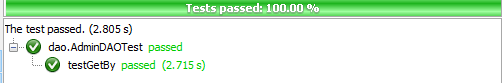 Tests passed: 100.00 %
The test passed. (2.805 s)
dao.AdminDAOTest passed
testGetBy passed (2.715 s)